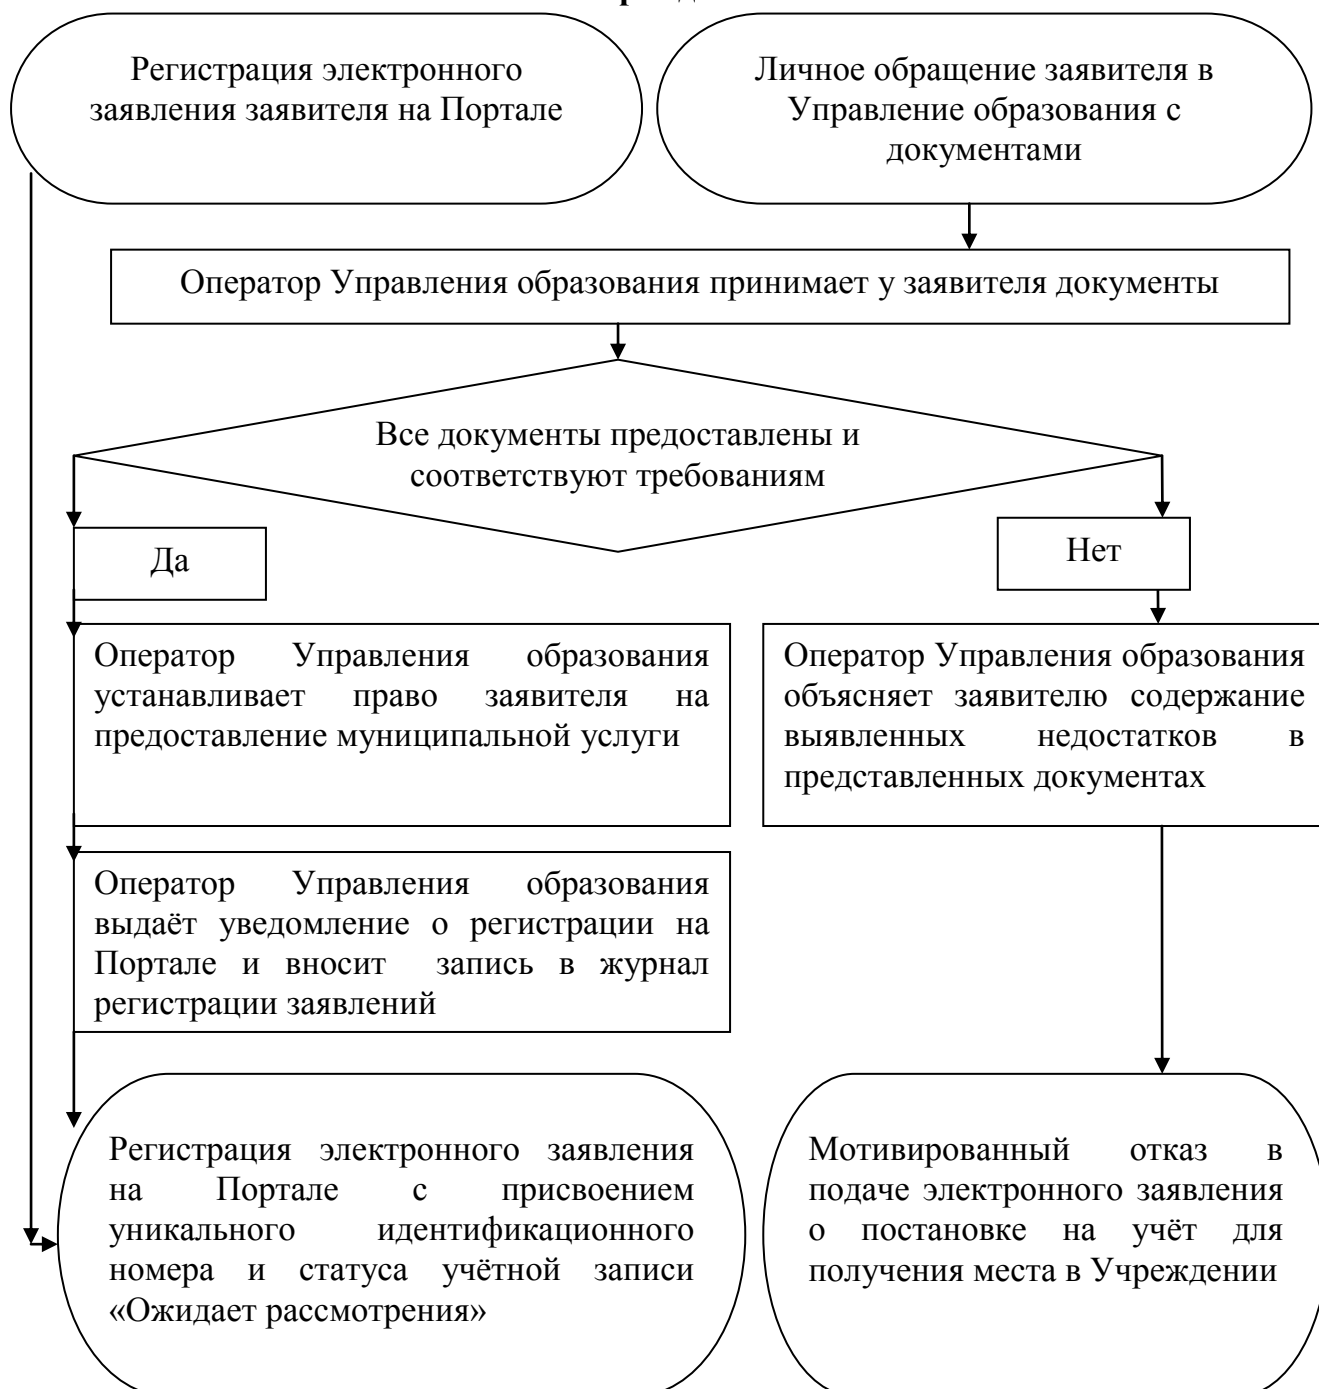 Регистрация электронного
заявления заявителя на Портале
Личное обращение заявителя в
Управление образования с
документами
Оператор Управления образования принимает у заявителя документы
Все документы предоставлены и
соответствуют требованиям
Да
Нет
Оператор Управления образования
устанавливает право заявителя на
предоставление муниципальной услуги
Оператор Управления образования
объясняет заявителю содержание
выявленных недостатков в
представленных документах
Оператор Управления образования
выдаёт уведомление о регистрации на
Портале и вносит запись в журнал
регистрации заявлений
Регистрация электронного заявления
на Портале с присвоением
уникального идентификационного
номера и статуса учётной записи
«Ожидает рассмотрения»
Мотивированный отказ в
подаче электронного заявления
о постановке на учёт для
получения места в Учреждении